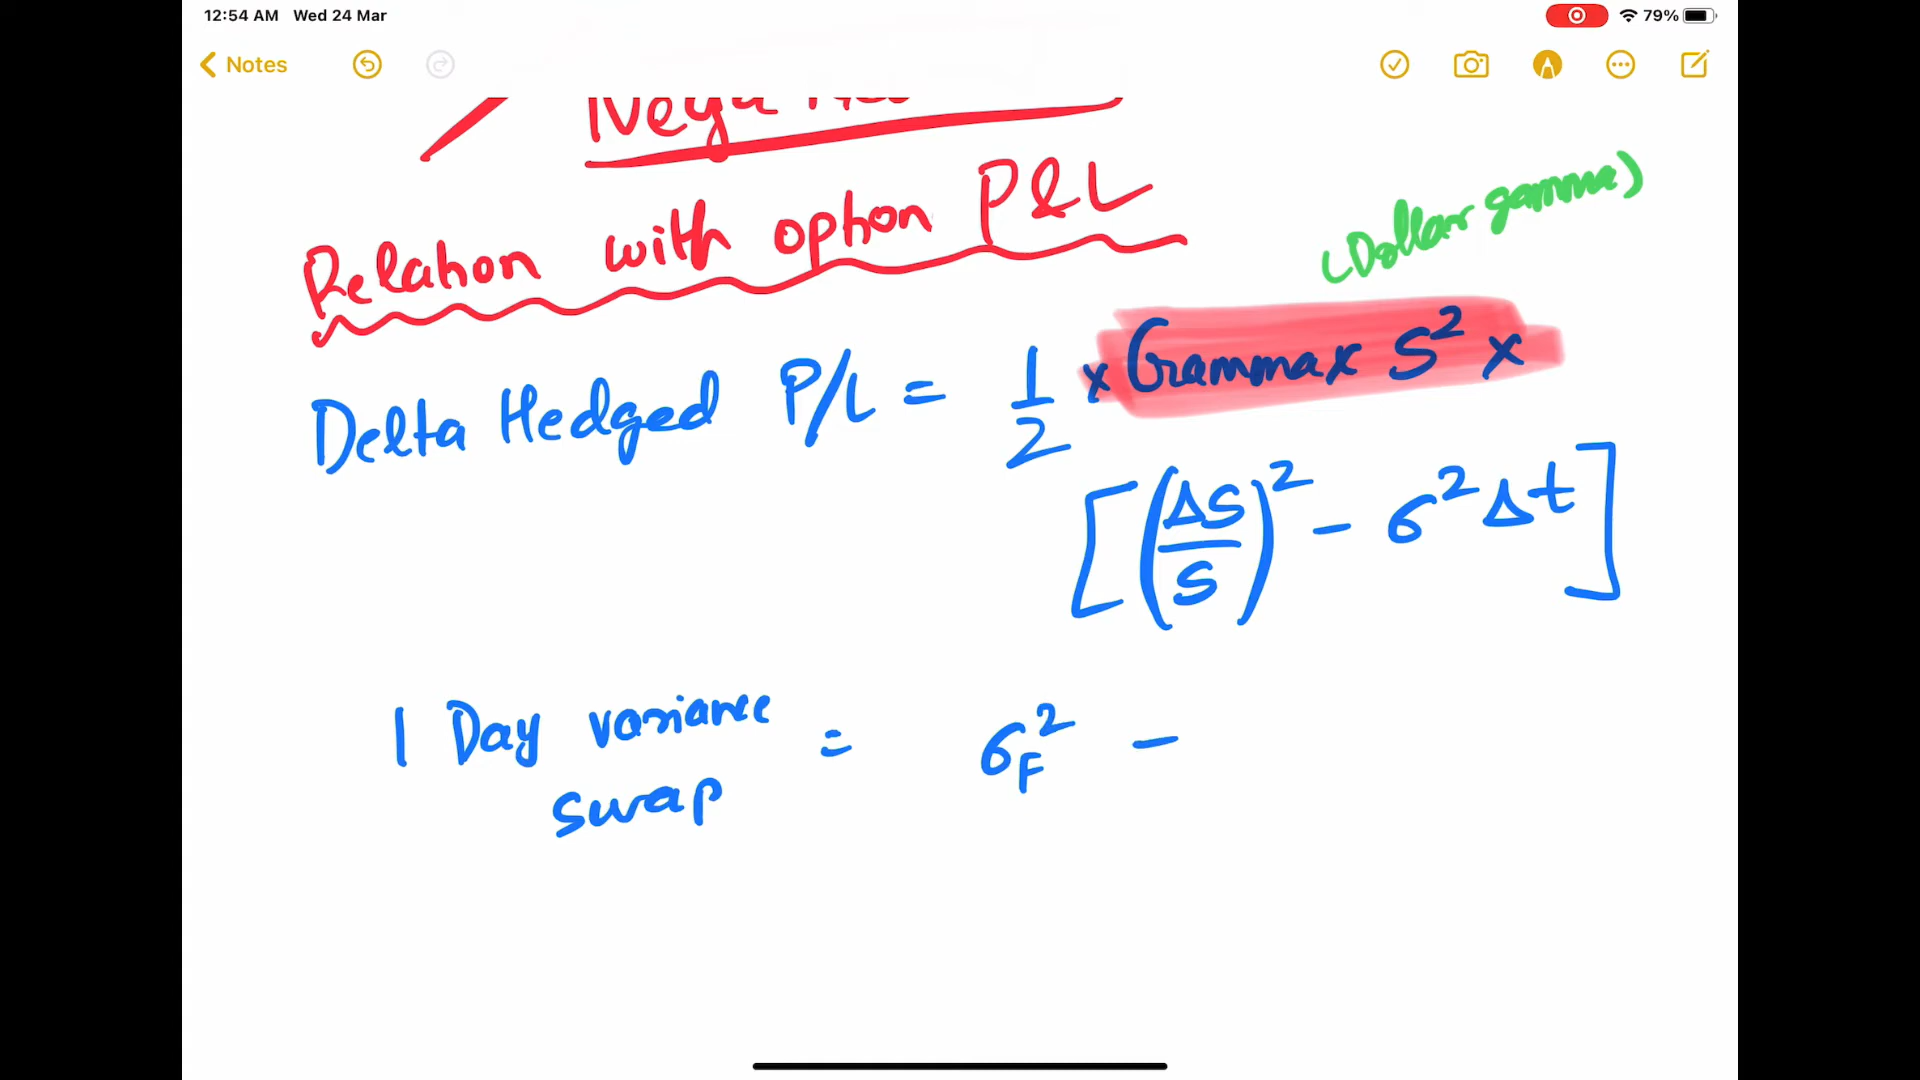 12:54 AM Wed 24 Mar 79%
Notes
Relation with option P&L
(Dollar gamma)
Delta Hedged P/L = 1/2 × Gamma × S² ×
[(ΔS/S)² − σ²Δt]
1 Day variance swap = σ_F² −